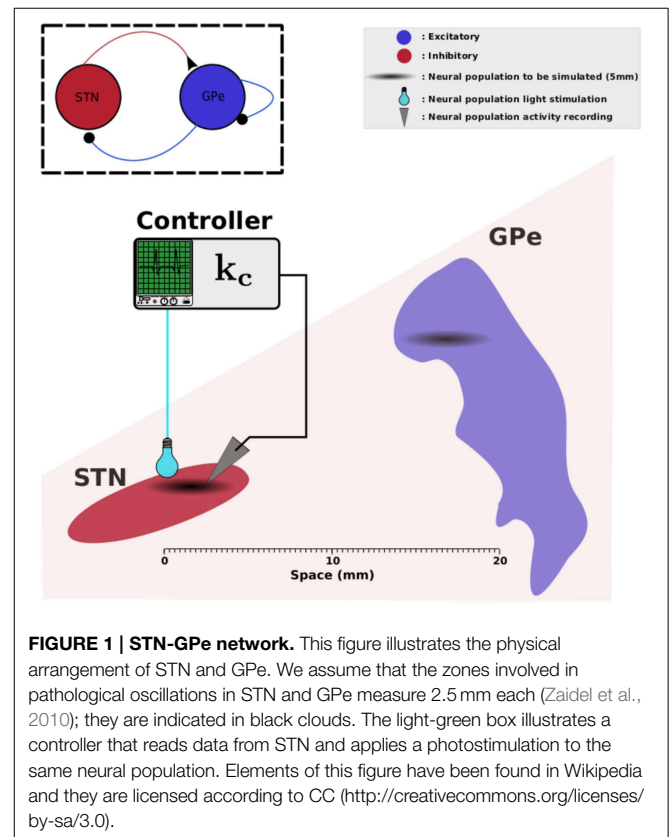 STN
GPe
: Excitatory
: Inhibitory
: Neural population to be simulated (5mm)
: Neural population light stimulation
: Neural population activity recording
Controller
k_c
GPe
STN
0 10 20
Space (mm)
FIGURE 1 | STN-GPe network. This figure illustrates the physical
arrangement of STN and GPe. We assume that the zones involved in
pathological oscillations in STN and GPe measure 2.5 mm each (Zaidel et al.,
2010); they are indicated in black clouds. The light-green box illustrates a
controller that reads data from STN and applies a photostimulation to the
same neural population. Elements of this figure have been found in Wikipedia
and they are licensed according to CC (http://creativecommons.org/licenses/
by-sa/3.0).